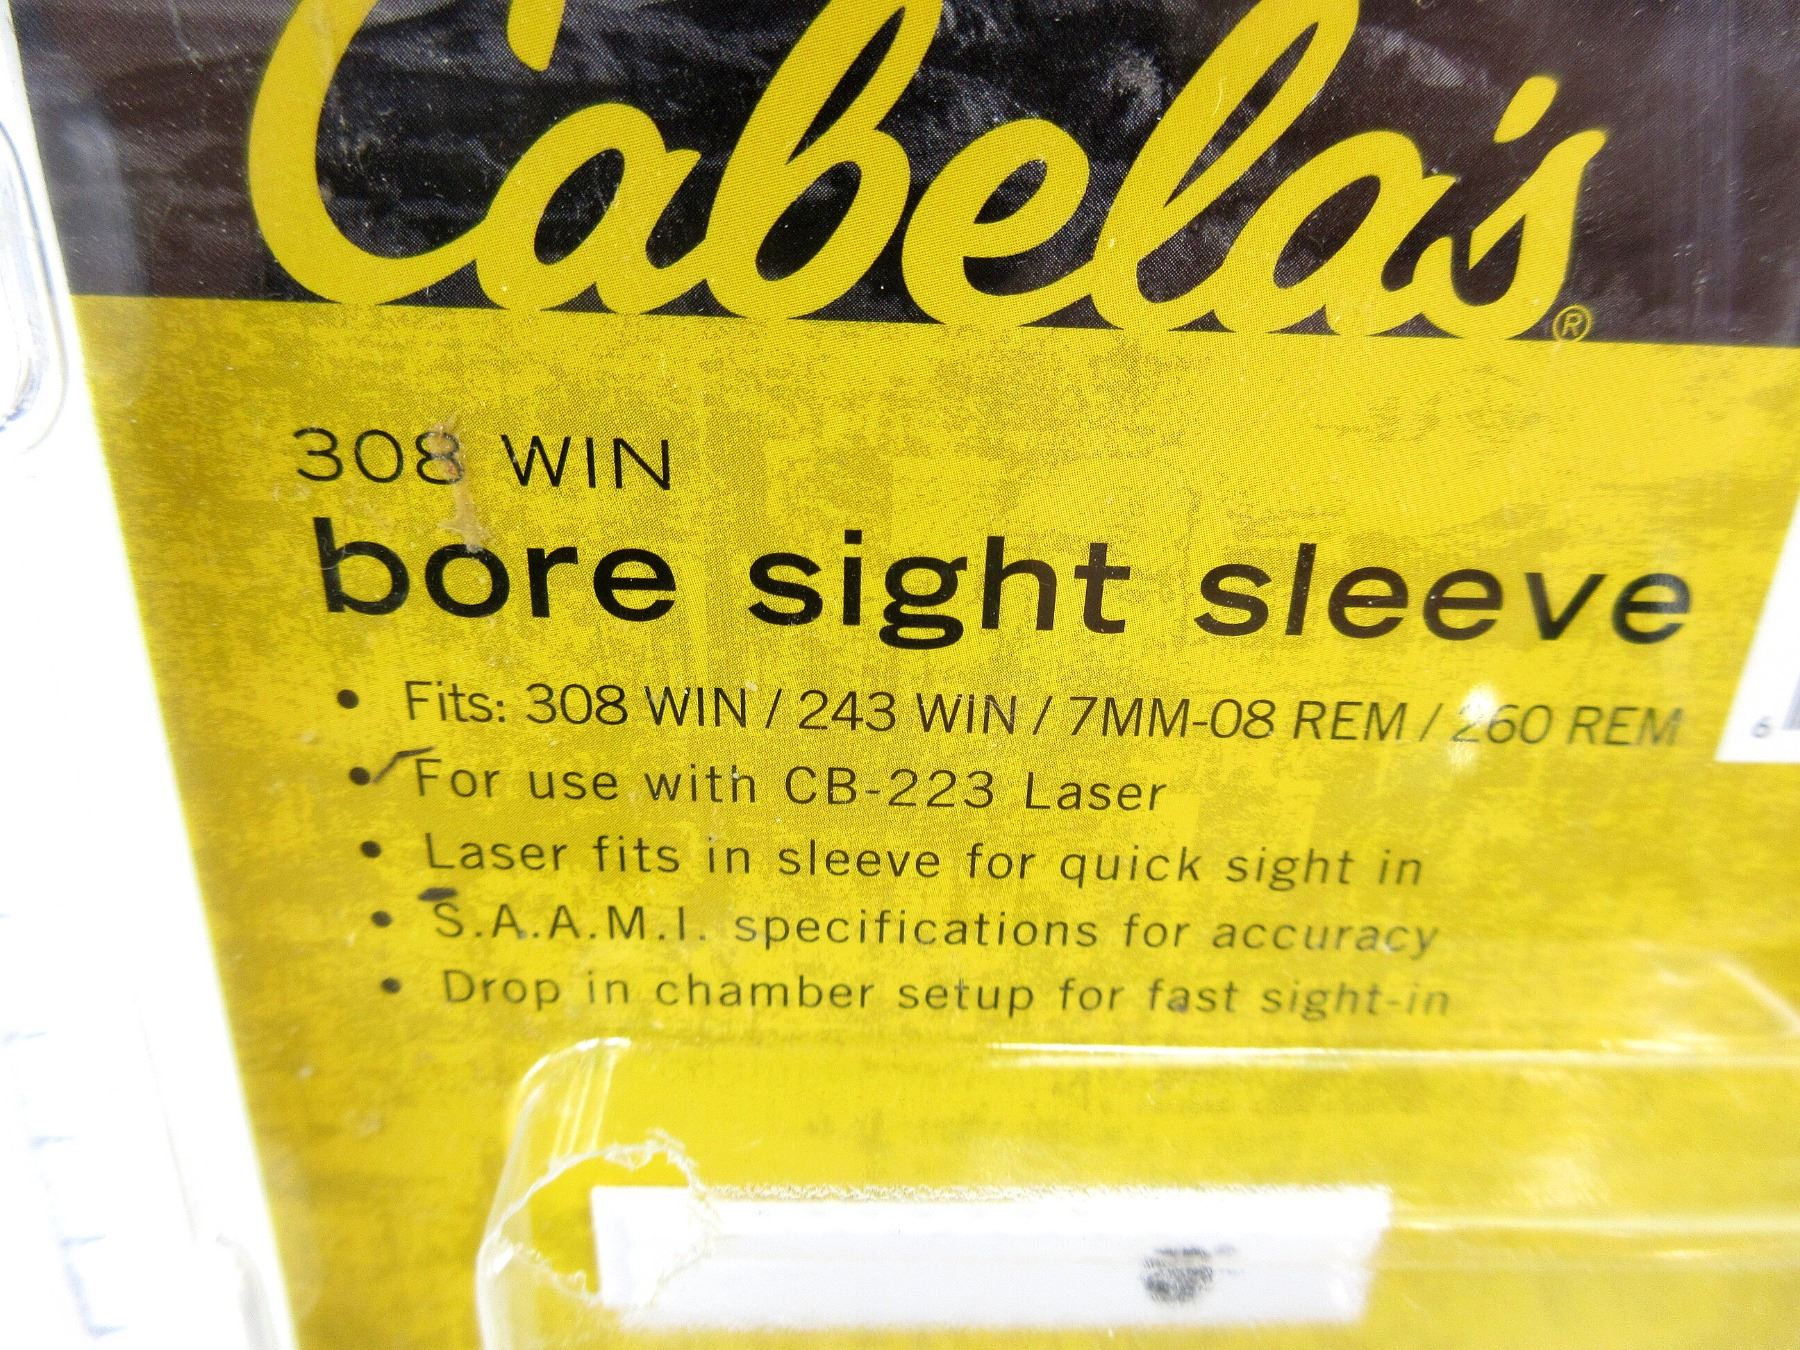 Cabela's®
308 WIN
bore sight sleeve
• Fits: 308 WIN / 243 WIN / 7MM-08 REM / 260 REM
• For use with CB-223 Laser
• Laser fits in sleeve for quick sight in
• S.A.A.M.I. specifications for accuracy
• Drop in chamber setup for fast sight-in
6